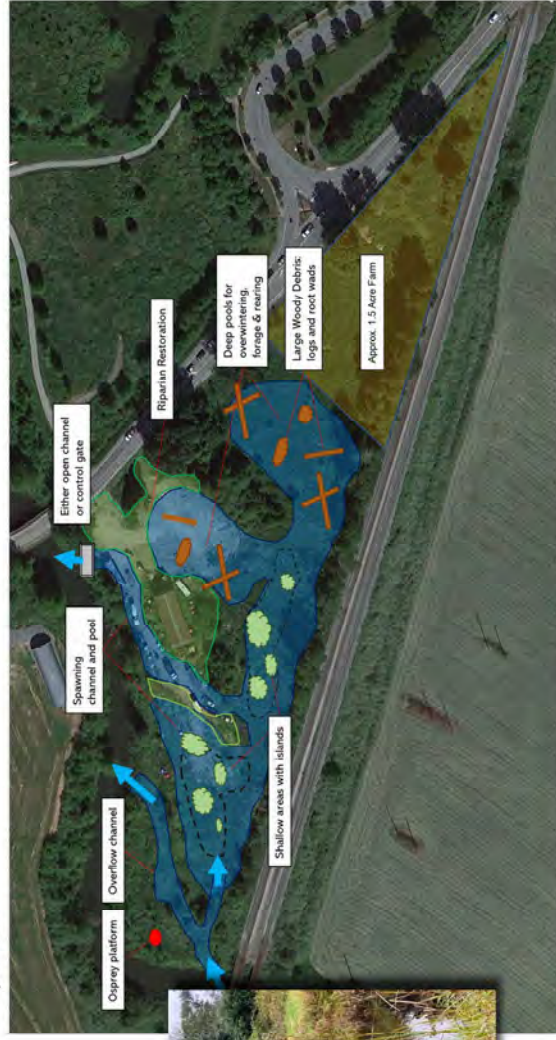 Osprey platform
Overflow channel
Spawning
channel and pool
Either open channel
or control gate
Riparian Restoration
Deep pools for
overwintering,
forage & rearing
Large Woody Debris:
logs and root wads
Approx. 1.5 Acre Farm
Shallow areas with islands